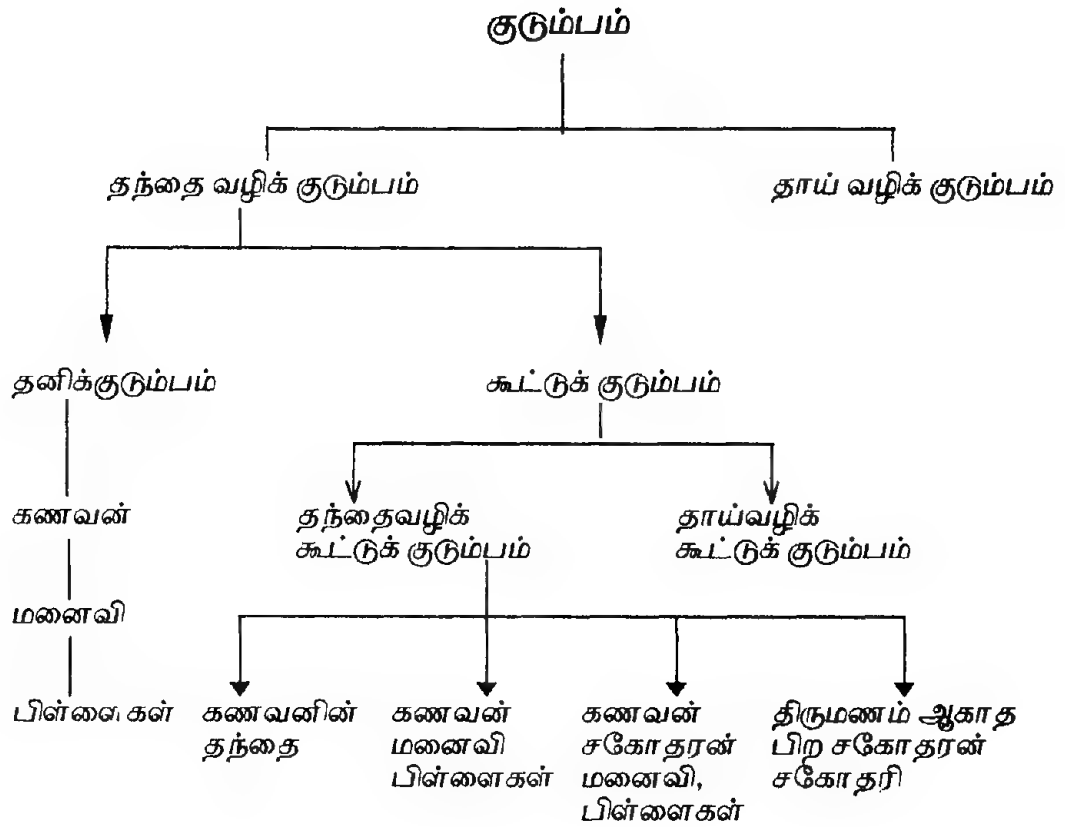 குடும்பம்
தந்தை வழிக் குடும்பம்
தாய் வழிக் குடும்பம்
தனிக்குடும்பம்
கூட்டுக் குடும்பம்
கணவன்
மனைவி
பிள்ளைகள்
தந்தைவழிக்
கூட்டுக் குடும்பம்
தாய்வழிக்
கூட்டுக் குடும்பம்
கணவனின்
தந்தை
கணவன்
மனைவி
பிள்ளைகள்
கணவன்
சகோதரன்
மனைவி,
பிள்ளைகள்
திருமணம் ஆகாத
பிற சகோதரன்
சகோதரி